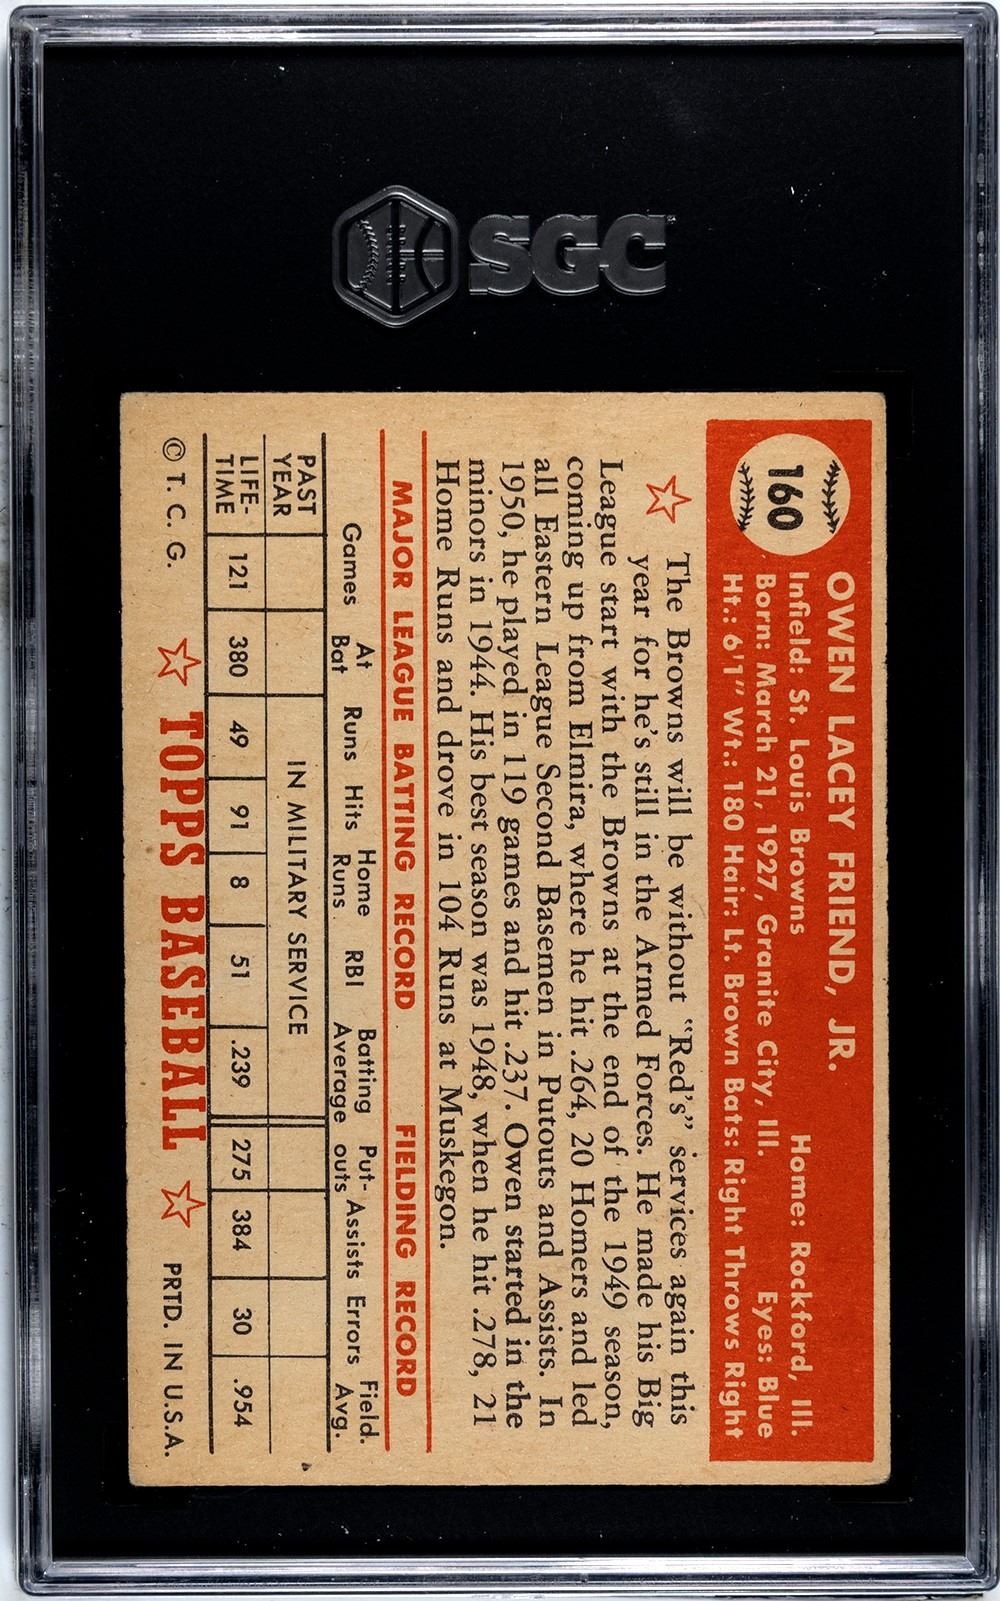 SGC
160
OWEN LACEY FRIEND, JR.
Infield: St. Louis Browns Home: Rockford, Ill.
Born: March 21, 1927, Granite City, Ill. Eyes: Blue
Ht.: 6'1" Wt.: 180 Hair: Lt. Brown Bats: Right Throws Right
The Browns will be without "Red's" services again this
year for he's still in the Armed Forces. He made his Big
League start with the Browns at the end of the 1949 season,
coming up from Elmira, where he hit .264, 20 Homers and led
all Eastern League Second Basemen in Putouts and Assists. In
1950, he played in 119 games and hit .237. Owen started in the
minors in 1944. His best season was 1948, when he hit .278, 21
Home Runs and drove in 104 Runs at Muskegon.
MAJOR LEAGUE BATTING RECORD FIELDING RECORD
Games At Bat Runs Hits Home Runs RBI Batting Average Put-outs Assists Errors Field. Avg.
PAST YEAR IN MILITARY SERVICE
LIFE-TIME 121 380 49 91 8 51 .239 275 384 30 .954
© T. C. G. TOPPS BASEBALL PRTD. IN U.S.A.